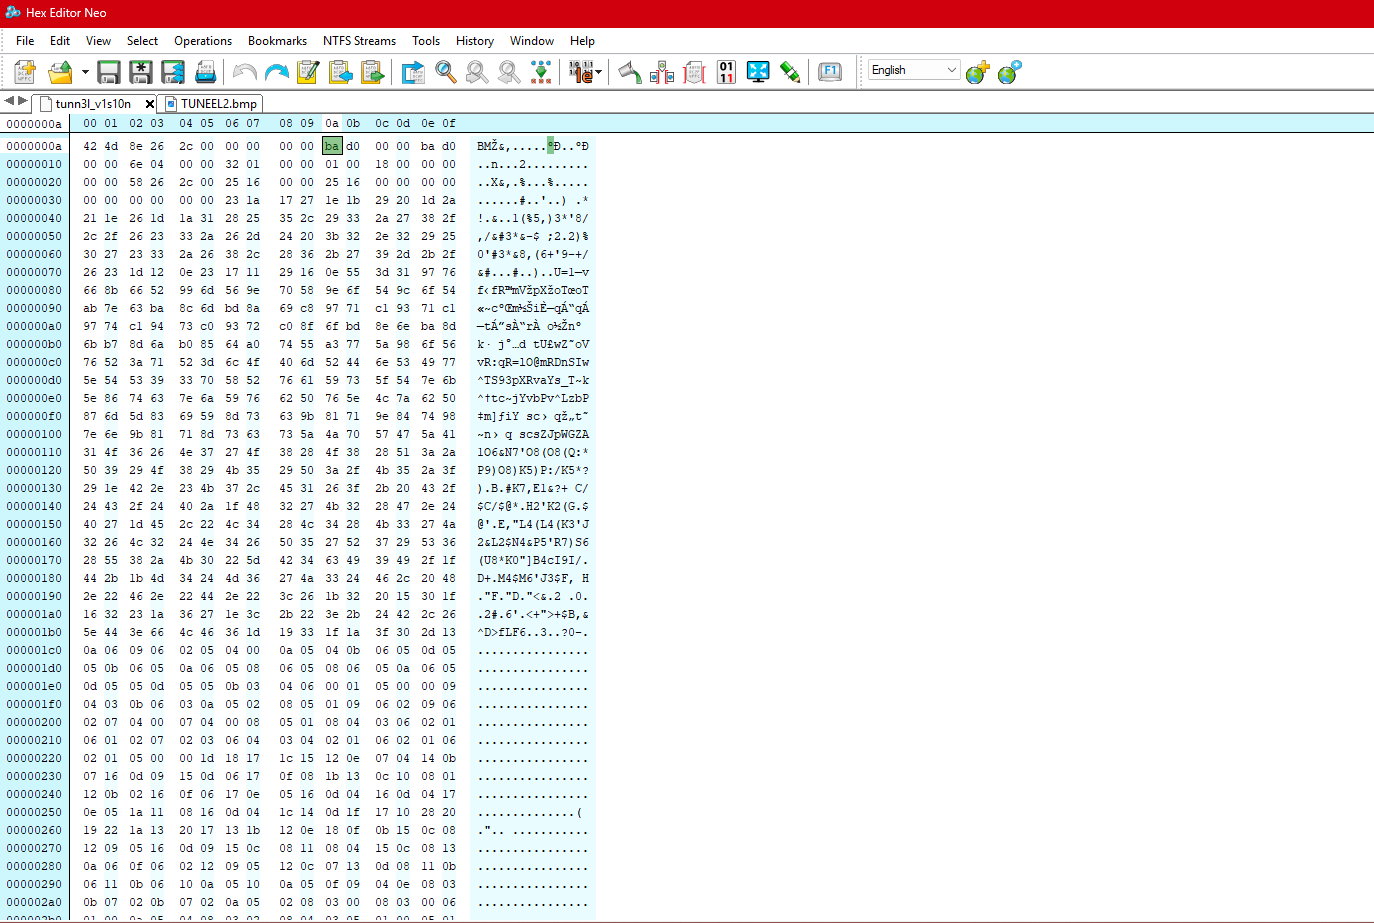 Hex Editor Neo
File Edit View Select Operations Bookmarks NTFS Streams Tools History Window Help
English
tunn3l_v1s10n TUNEEL2.bmp
0000000a 00 01 02 03 04 05 06 07 08 09 0a 0b 0c 0d 0e 0f
0000000a 42 4d 8e 26 2c 00 00 00 00 00 ba d0 00 00 ba d0 BMŽ&,.....ºÐ..ºÐ
00000010 00 00 6e 04 00 00 32 01 00 00 01 00 18 00 00 00 ..n...2.........
00000020 00 00 58 26 2c 00 25 16 00 00 25 16 00 00 00 00 ..X&,.%...%.....
00000030 00 00 00 00 00 00 23 1a 17 27 1e 1b 29 20 1d 2a ......#..'..) .*
00000040 21 1e 26 1d 1a 31 28 25 35 2c 29 33 2a 27 38 2f !.&..1(%5,)3*'8/
00000050 2c 2f 26 23 33 2a 26 2d 24 20 3b 32 2e 32 29 25 ,/&#3*&-$ ;2.2)%
00000060 30 27 23 33 2a 26 38 2c 28 36 2b 27 39 2d 2b 2f 0'#3*&8,(6+'9-+/
00000070 26 23 1d 12 0e 23 17 11 29 16 0e 55 3d 31 97 76 &#...#..)..U=1—v
00000080 66 8b 66 52 99 6d 56 9e 70 58 9e 6f 54 9c 6f 54 f‹fR™mVžpXžoTœoT
00000090 ab 7e 63 ba 8c 6d bd 8a 69 c8 97 71 c1 93 71 c1 «~cºŒm½ŠiÈ—qÁ“qÁ
000000a0 97 74 c1 94 73 c0 93 72 c0 8f 6f bd 8e 6e ba 8d —tÁ”sÀ“rÀ o½Žnº
000000b0 6b b7 8d 6a b0 85 64 a0 74 55 a3 77 5a 98 6f 56 k· j°…d tU£wZ˜oV
000000c0 76 52 3a 71 52 3d 6c 4f 40 6d 52 44 6e 53 49 77 vR:qR=lO@mRDnSIw
000000d0 5e 54 53 39 33 70 58 52 76 61 59 73 5f 54 7e 6b ^TS93pXRvaYs_T~k
000000e0 5e 86 74 63 7e 6a 59 76 62 50 76 5e 4c 7a 62 50 ^†tc~jYvbPv^LzbP
000000f0 87 6d 5d 83 69 59 8d 73 63 9b 81 71 9e 84 74 98 ‡m]ƒiY sc› qž„t˜
00000100 7e 6e 9b 81 71 8d 73 63 73 5a 4a 70 57 47 5a 41 ~n› q scsZJpWGZA
00000110 31 4f 36 26 4e 37 27 4f 38 28 4f 38 28 51 3a 2a 1O6&N7'O8(O8(Q:*
00000120 50 39 29 4f 38 29 4b 35 29 50 3a 2f 4b 35 2a 3f P9)O8)K5)P:/K5*?
00000130 29 1e 42 2e 23 4b 37 2c 45 31 26 3f 2b 20 43 2f ).B.#K7,E1&?+ C/
00000140 24 43 2f 24 40 2a 1f 48 32 27 4b 32 28 47 2e 24 $C/$@*.H2'K2(G.$
00000150 40 27 1d 45 2c 22 4c 34 28 4c 34 28 4b 33 27 4a @'.E,"L4(L4(K3'J
00000160 32 26 4c 32 24 4e 34 26 50 35 27 52 37 29 53 36 2&L2$N4&P5'R7)S6
00000170 28 55 38 2a 4b 30 22 5d 42 34 63 49 39 49 2f 1f (U8*K0"]B4cI9I/.
00000180 44 2b 1b 4d 34 24 4d 36 27 4a 33 24 46 2c 20 48 D+.M4$M6'J3$F, H
00000190 2e 22 46 2e 22 44 2e 22 3c 26 1b 32 20 15 30 1f ."F."D."<&.2 .0.
000001a0 16 32 23 1a 36 27 1e 3c 2b 22 3e 2b 24 42 2c 26 .2#.6'.<+">+$B,&
000001b0 5e 44 3e 66 4c 46 36 1d 19 33 1f 1a 3f 30 2d 13 ^D>fLF6..3..?0-.
000001c0 0a 06 09 06 02 05 04 00 0a 05 04 0b 06 05 0d 05 ................
000001d0 05 0b 06 05 0a 06 05 08 06 05 08 06 05 0a 06 05 ................
000001e0 0d 05 05 0d 05 05 0b 03 04 06 00 01 05 00 00 09 ................
000001f0 04 03 0b 06 03 0a 05 02 08 05 01 09 06 02 09 06 ................
00000200 02 07 04 00 07 04 00 08 05 01 08 04 03 06 02 01 ................
00000210 06 01 02 07 02 03 06 04 03 04 02 01 06 02 01 06 ................
00000220 02 01 05 00 00 1d 18 17 1c 15 12 0e 07 04 14 0b ................
00000230 07 16 0d 09 15 0d 06 17 0f 08 1b 13 0c 10 08 01 ................
00000240 12 0b 02 16 0f 06 17 0e 05 16 0d 04 16 0d 04 17 ................
00000250 0e 05 1a 11 08 16 0d 04 1c 14 0d 1f 17 10 28 20 ..............( 
00000260 19 22 1a 13 20 17 13 1b 12 0e 18 0f 0b 15 0c 08 .".. ...........
00000270 12 09 05 16 0d 09 15 0c 08 11 08 04 15 0c 08 13 ................
00000280 0a 06 0f 06 02 12 09 05 12 0c 07 13 0d 08 11 0b ................
00000290 06 11 0b 06 10 0a 05 10 0a 05 0f 09 04 0e 08 03 ................
000002a0 0b 07 02 0b 07 02 0a 05 02 08 03 00 08 03 00 06 ................